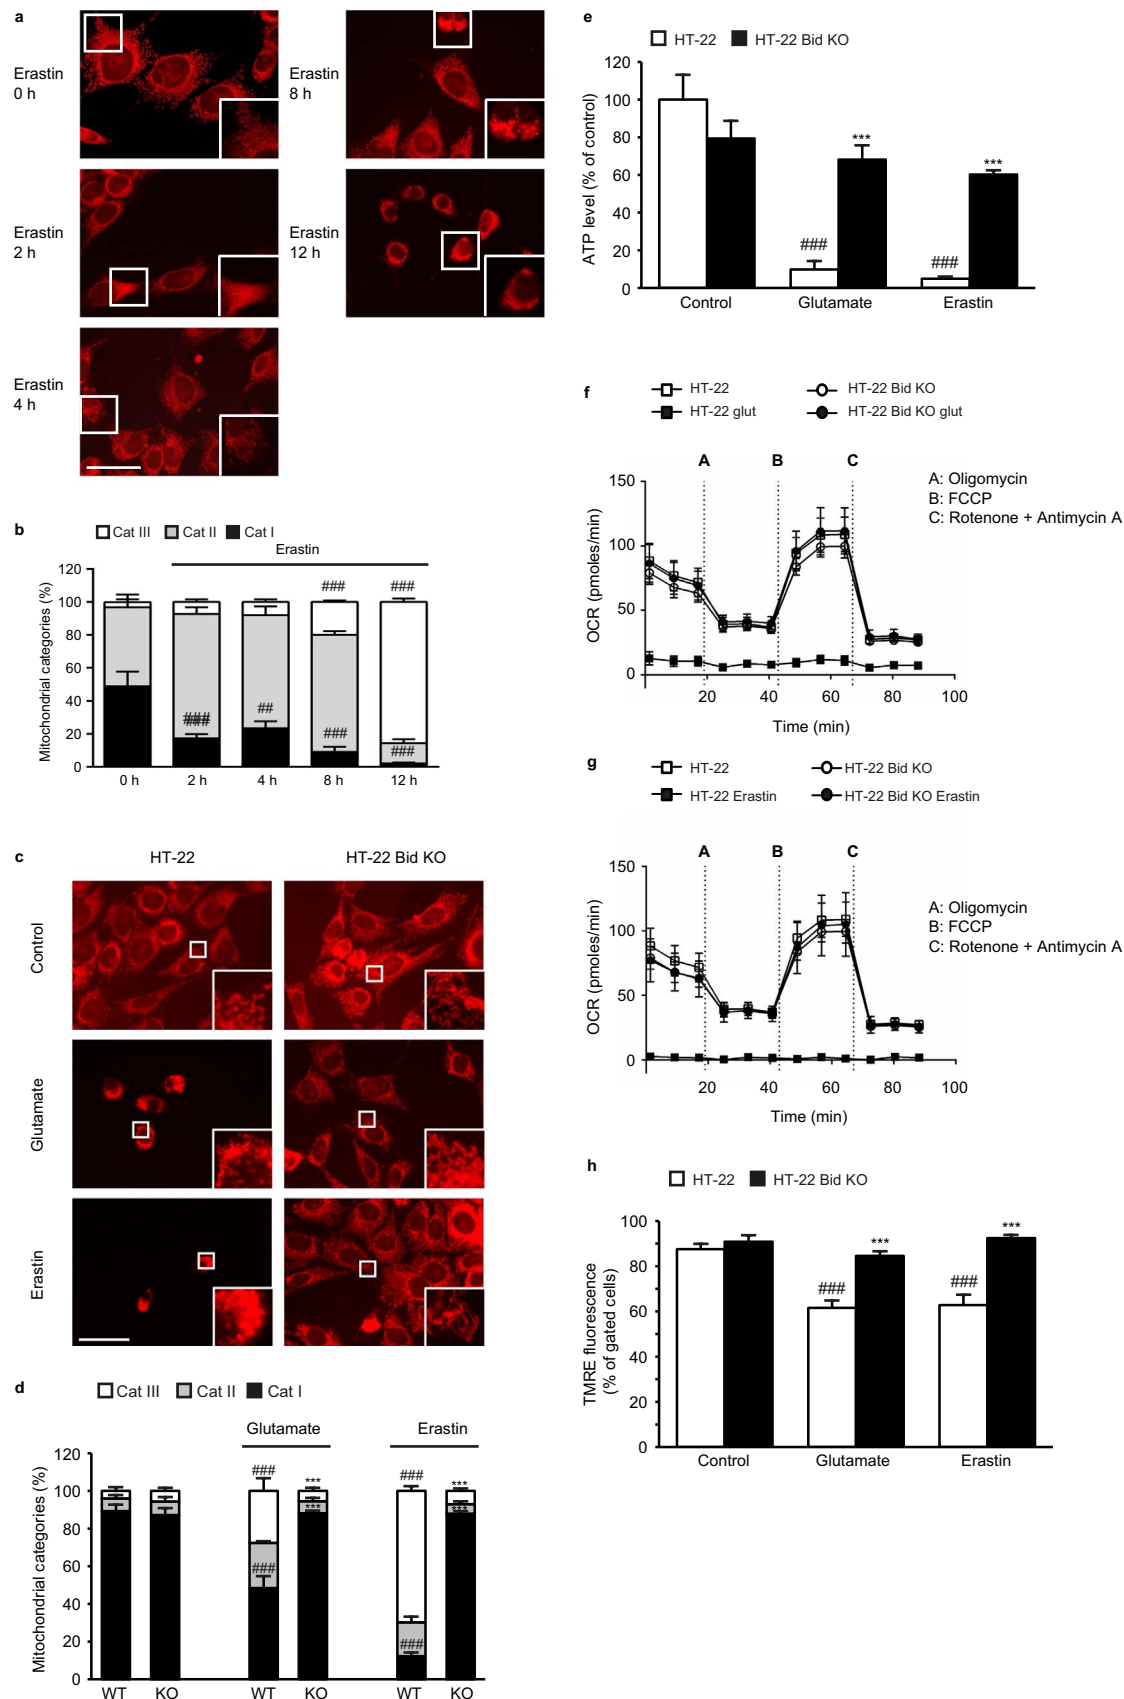 a
Erastin
0 h
Erastin
8 h
Erastin
2 h
Erastin
12 h
Erastin
4 h
b
Cat III Cat II Cat I
Erastin
Mitochondrial categories (%)
120
100
80
60
40
20
0
### ###
### ## ### ###
###
0 h 2 h 4 h 8 h 12 h
c
HT-22 HT-22 Bid KO
Control
Glutamate
Erastin
d
Cat III Cat II Cat I
Glutamate Erastin
Mitochondrial categories (%)
120
100
80
60
40
20
0
### *** ### ***
### *** ### ***
WT KO WT KO WT KO
e
HT-22 HT-22 Bid KO
ATP level (% of control)
120
100
80
60
40
20
0
### *** ### ***
Control Glutamate Erastin
f
HT-22 HT-22 Bid KO
HT-22 glut HT-22 Bid KO glut
A B C
A: Oligomycin
B: FCCP
C: Rotenone + Antimycin A
OCR (pmoles/min)
150
100
50
0
20 40 60 80 100
Time (min)
g
HT-22 HT-22 Bid KO
HT-22 Erastin HT-22 Bid KO Erastin
A B C
A: Oligomycin
B: FCCP
C: Rotenone + Antimycin A
OCR (pmoles/min)
150
100
50
0
20 40 60 80 100
Time (min)
h
HT-22 HT-22 Bid KO
TMRE fluorescence
(% of gated cells)
100
80
60
40
20
0
### *** ### ***
Control Glutamate Erastin